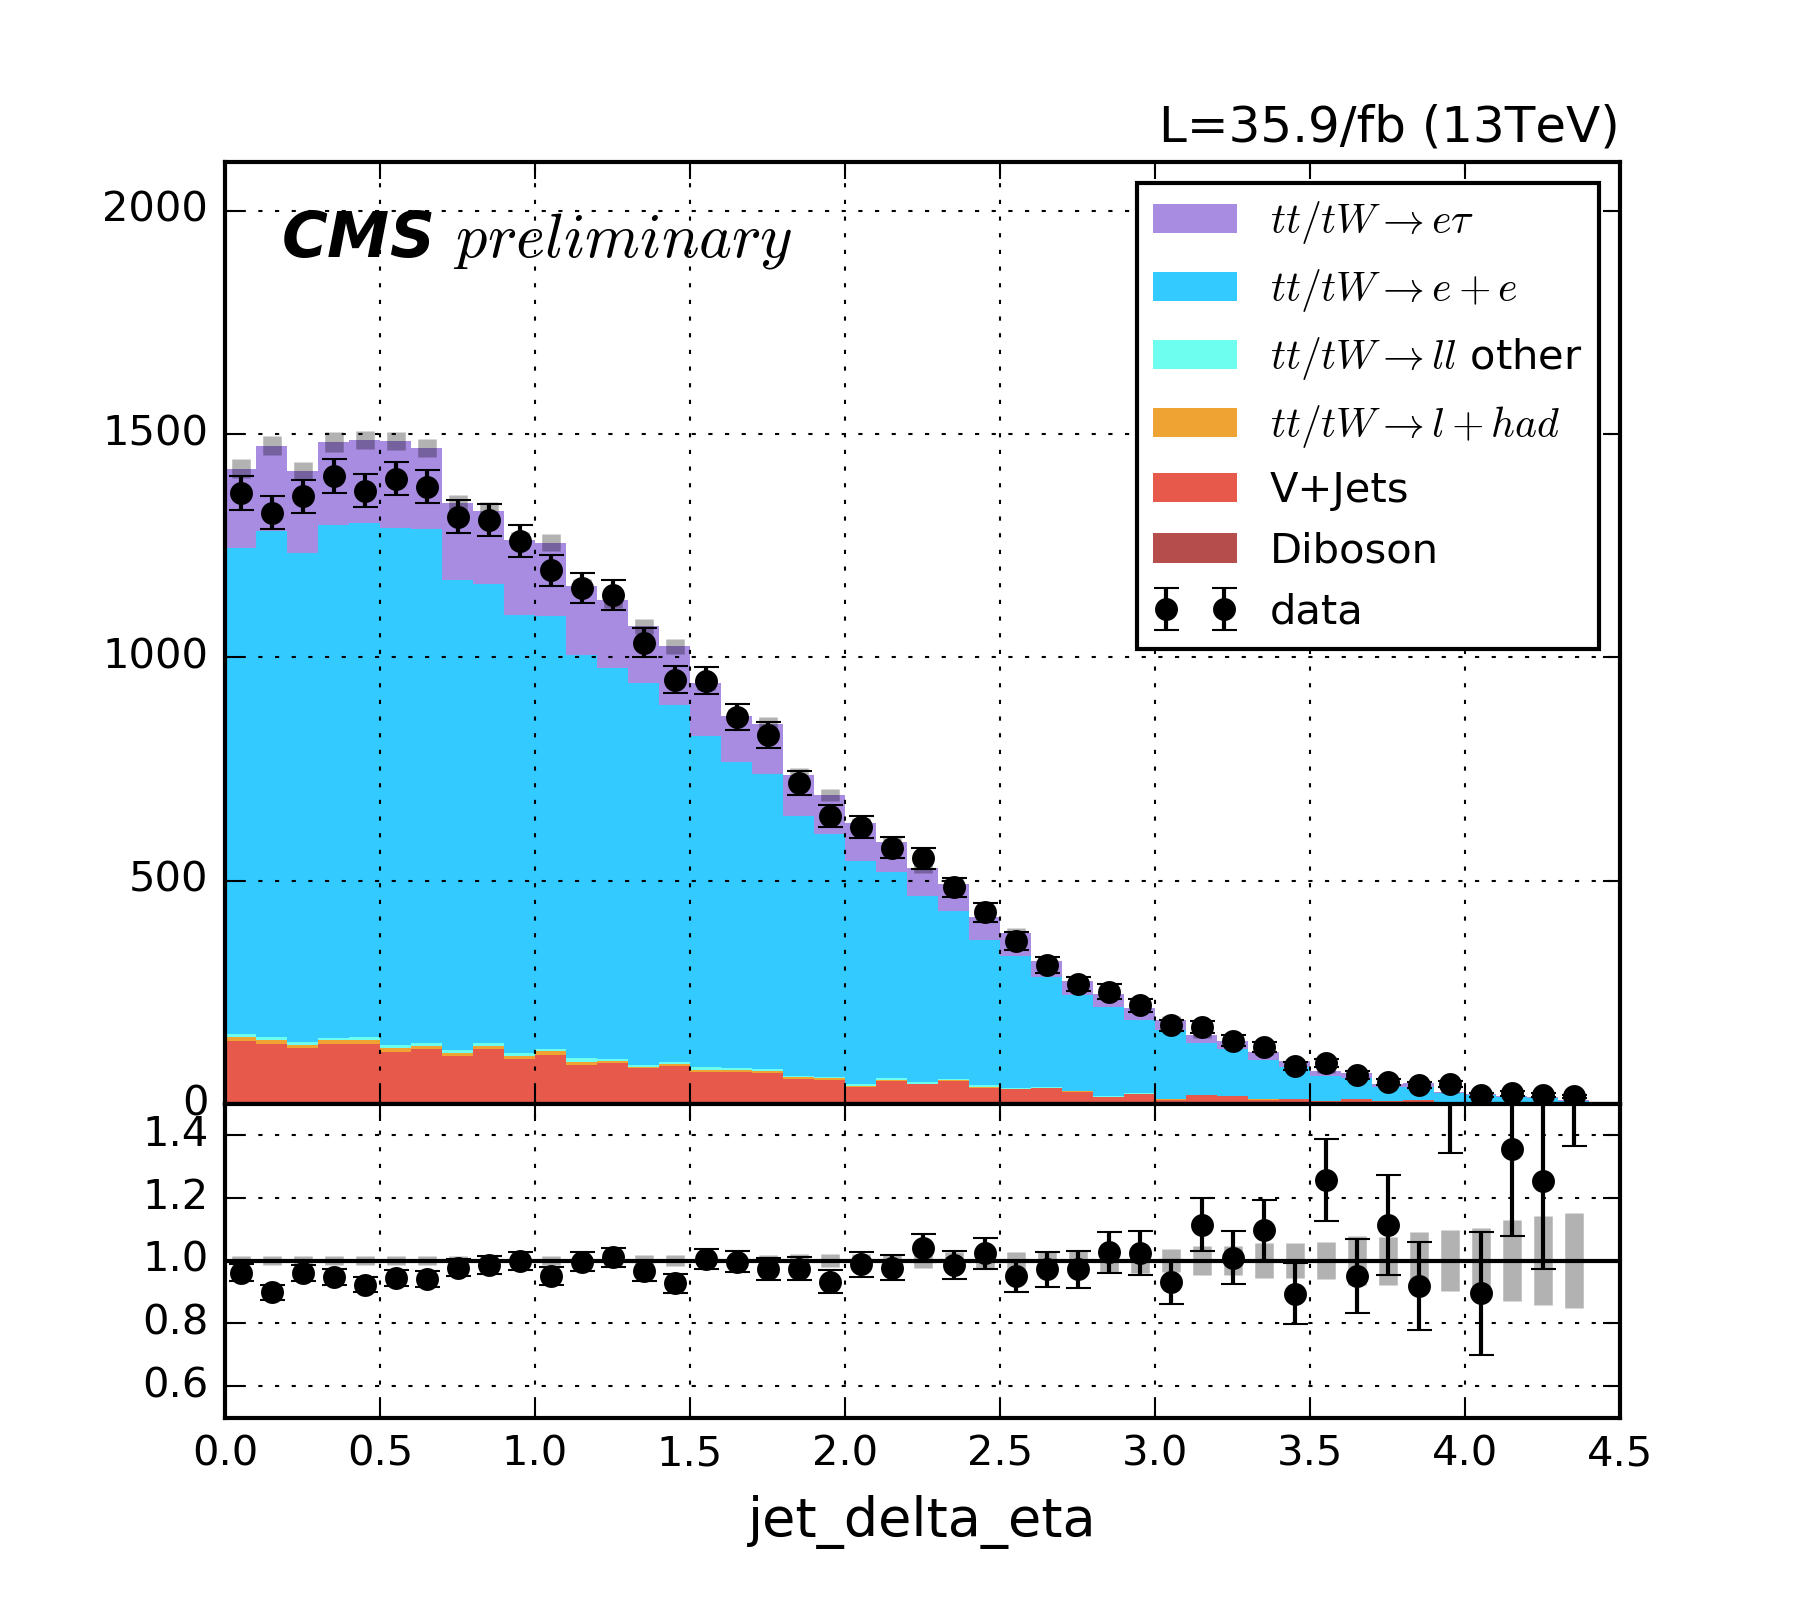 L=35.9/fb (13TeV)
CMS preliminary
2000
1500
1000
500
0
tt/tW→eτ
tt/tW→e+e
tt/tW→ll other
tt/tW→l+had
V+Jets
Diboson
data
1.4
1.2
1.0
0.8
0.6
0.0 0.5 1.0 1.5 2.0 2.5 3.0 3.5 4.0 4.5
jet_delta_eta